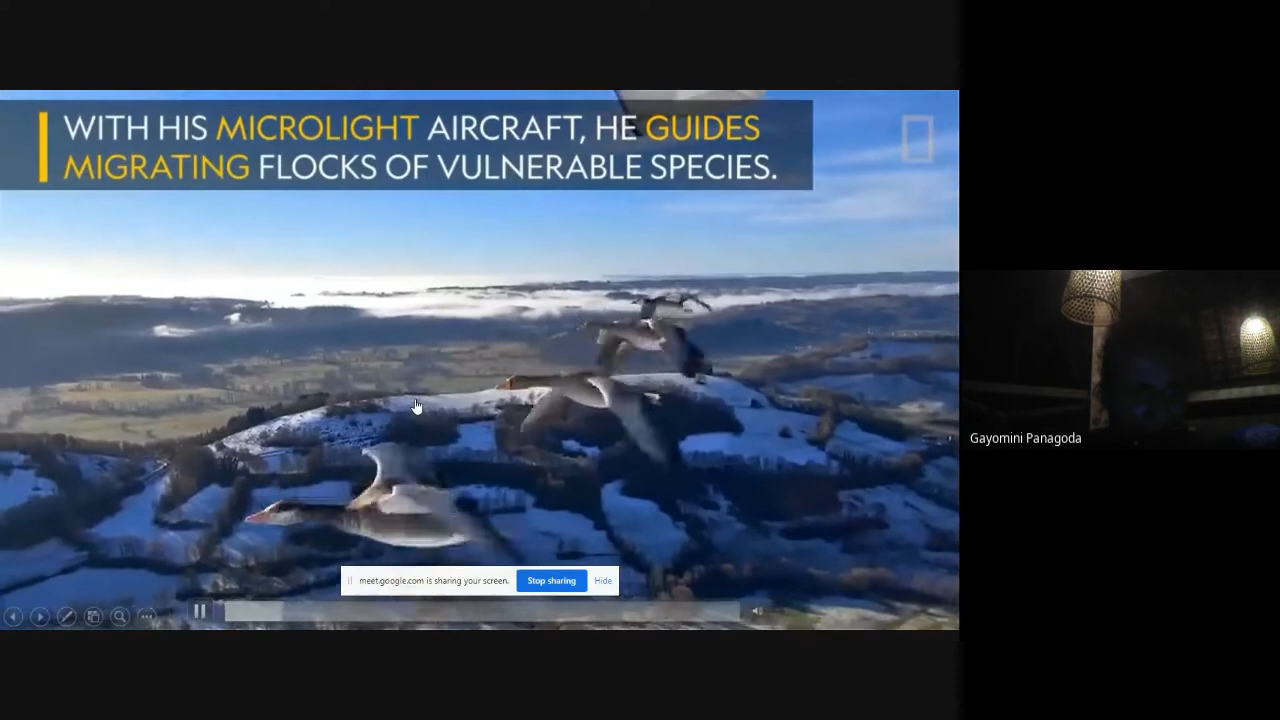 WITH HIS MICROLIGHT AIRCRAFT, HE GUIDES
MIGRATING FLOCKS OF VULNERABLE SPECIES.
Gayomini Panagoda
meet.google.com is sharing your screen.
Stop sharing
Hide